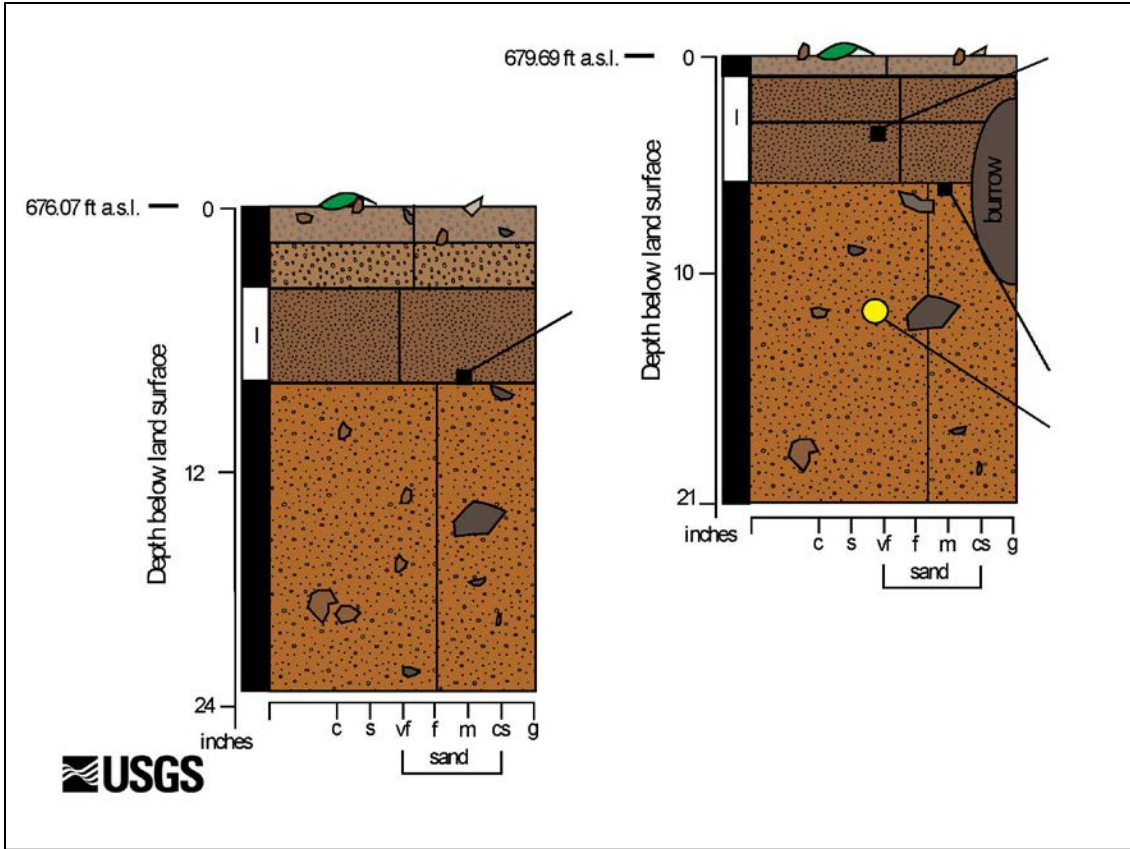 676.07 ft a.s.l.
0
I
Depth below land surface
12
24
inches
c s vf f m cs g
sand
USGS
679.69 ft a.s.l.
0
I
burrow
Depth below land surface
10
21
inches
c s vf f m cs g
sand